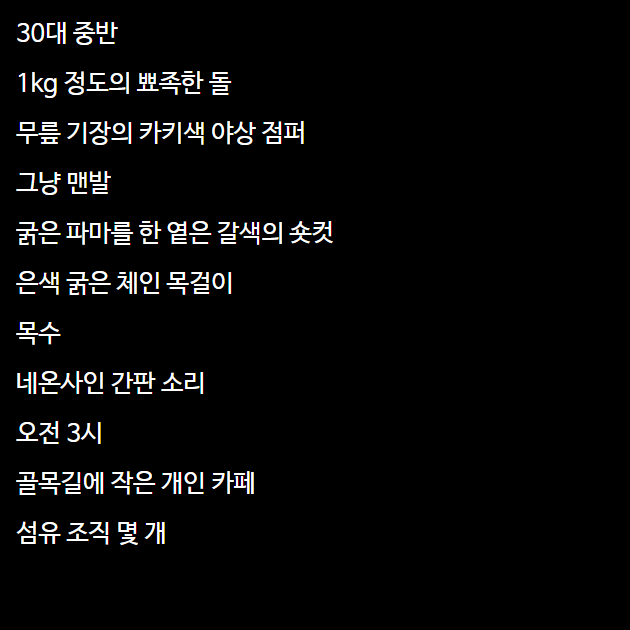 30대 중반
1kg 정도의 뾰족한 돌
무릎 기장의 카키색 야상 점퍼
그냥 맨발
굵은 파마를 한 옅은 갈색의 숏컷
은색 굵은 체인 목걸이
목수
네온사인 간판 소리
오전 3시
골목길에 작은 개인 카페
섬유 조직 몇 개